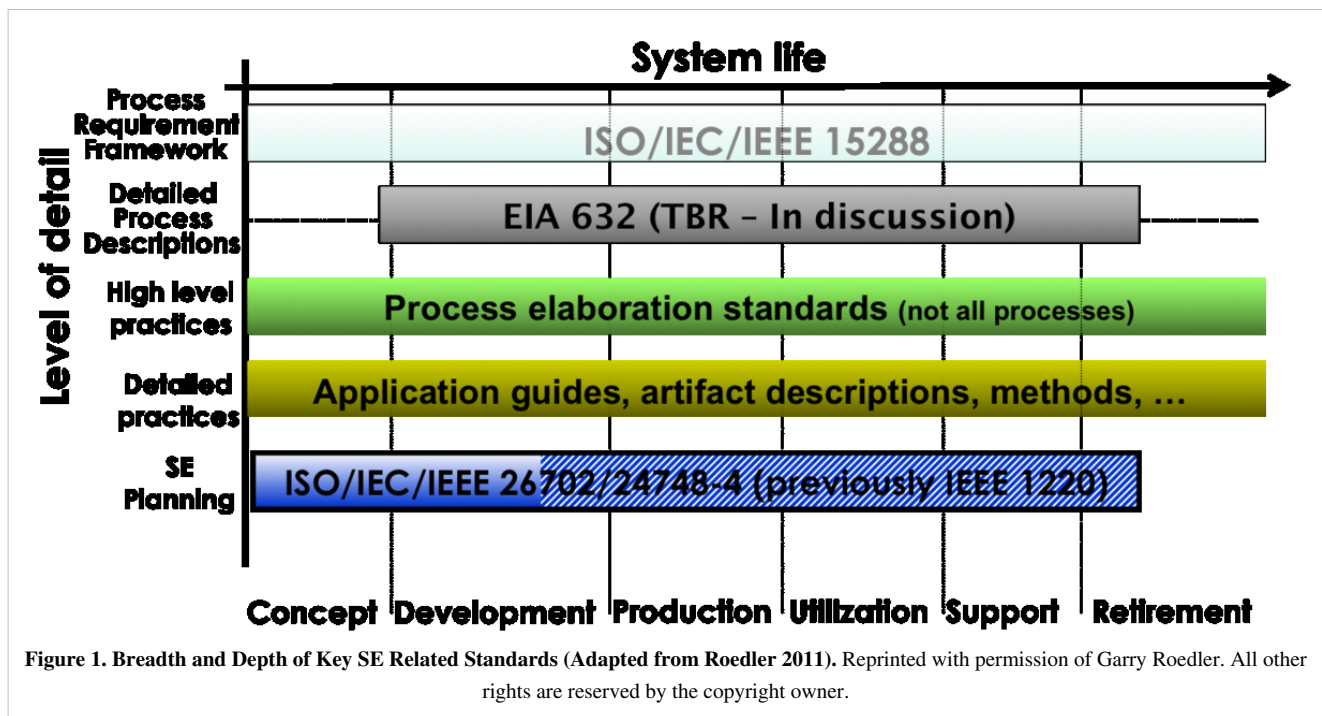 System life
Level of detail
Process
Requirement
Framework
ISO/IEC/IEEE 15288
Detailed
Process
Descriptions
EIA 632 (TBR – In discussion)
High level
practices
Process elaboration standards (not all processes)
Detailed
practices
Application guides, artifact descriptions, methods, …
SE
Planning
ISO/IEC/IEEE 26702/24748-4 (previously IEEE 1220)
Concept Development Production Utilization Support Retirement
Figure 1. Breadth and Depth of Key SE Related Standards (Adapted from Roedler 2011). Reprinted with permission of Garry Roedler. All other
rights are reserved by the copyright owner.